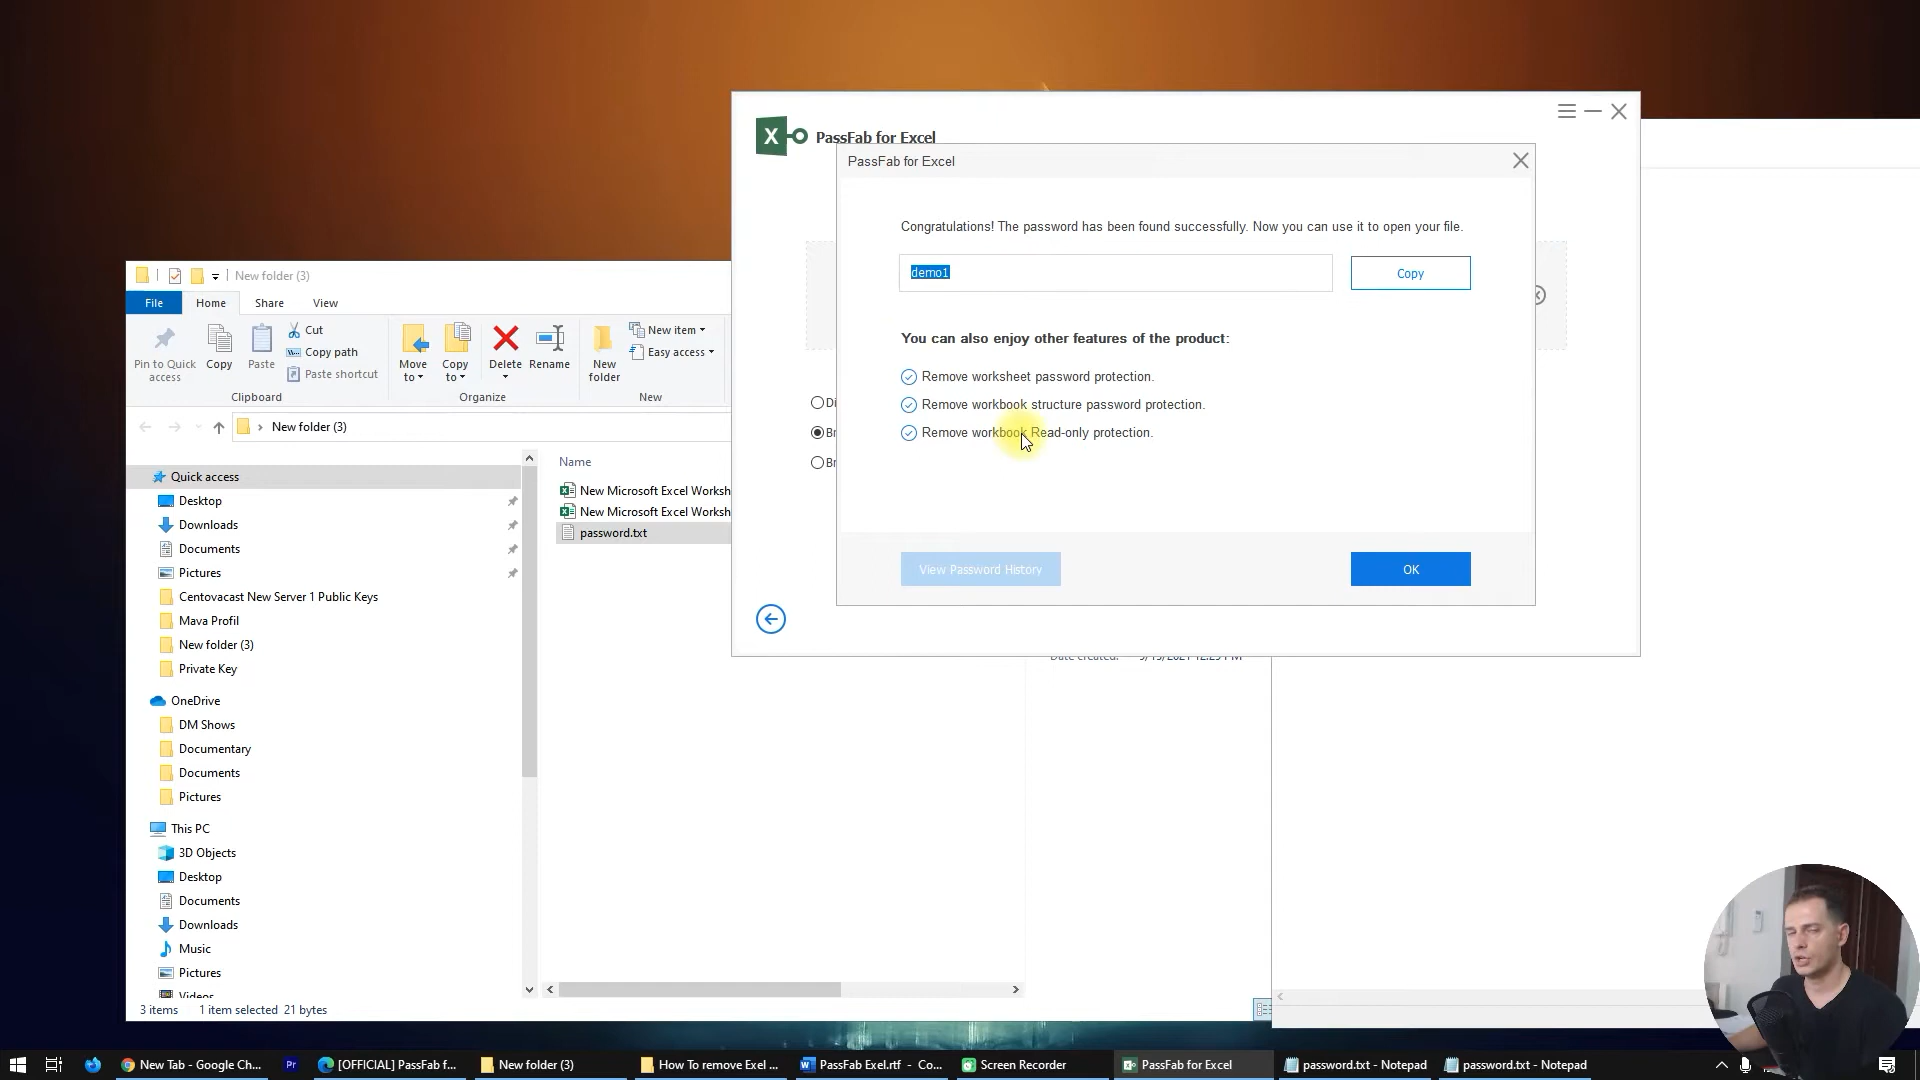 PassFab for Excel
PassFab for Excel
Congratulations! The password has been found successfully. Now you can use it to open your file.
demo1
Copy
You can also enjoy other features of the product:
Remove worksheet password protection.
Remove workbook structure password protection.
Remove workbook Read-only protection.
View Password History
OK
New folder (3)
File
Home
Share
View
Pin to Quick access
Copy
Paste
Cut
Copy path
Paste shortcut
Clipboard
Move to
Copy to
Delete
Rename
Organize
New folder
New item
Easy access
New
New folder (3)
Quick access
Desktop
Downloads
Documents
Pictures
Centovacast New Server 1 Public Keys
Mava Profil
New folder (3)
Private Key
OneDrive
DM Shows
Documentary
Documents
Pictures
This PC
3D Objects
Desktop
Documents
Downloads
Music
Pictures
Videos
Name
New Microsoft Excel Worksh
New Microsoft Excel Worksh
password.txt
3 items
1 item selected 21 bytes
New Tab - Google Ch...
Pr
[OFFICIAL] PassFab f...
New folder (3)
How To remove Exel ...
PassFab Exel.rtf - Co...
Screen Recorder
PassFab for Excel
password.txt - Notepad
password.txt - Notepad